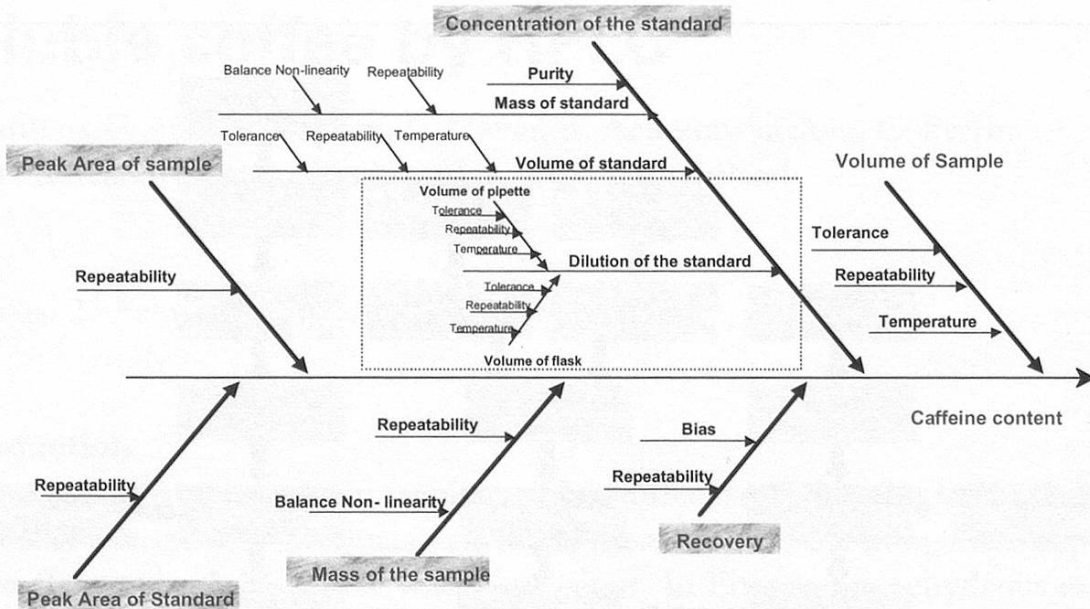 Concentration of the standard
Balance Non-linearity
Repeatability
Purity
Mass of standard
Tolerance
Repeatability
Temperature
Volume of standard
Peak Area of sample
Volume of Sample
Volume of pipette
Tolerance
Repeatability
Temperature
Dilution of the standard
Tolerance
Repeatability
Temperature
Volume of flask
Repeatability
Tolerance
Repeatability
Temperature
Caffeine content
Repeatability
Repeatability
Balance Non- linearity
Bias
Repeatability
Recovery
Mass of the sample
Peak Area of Standard